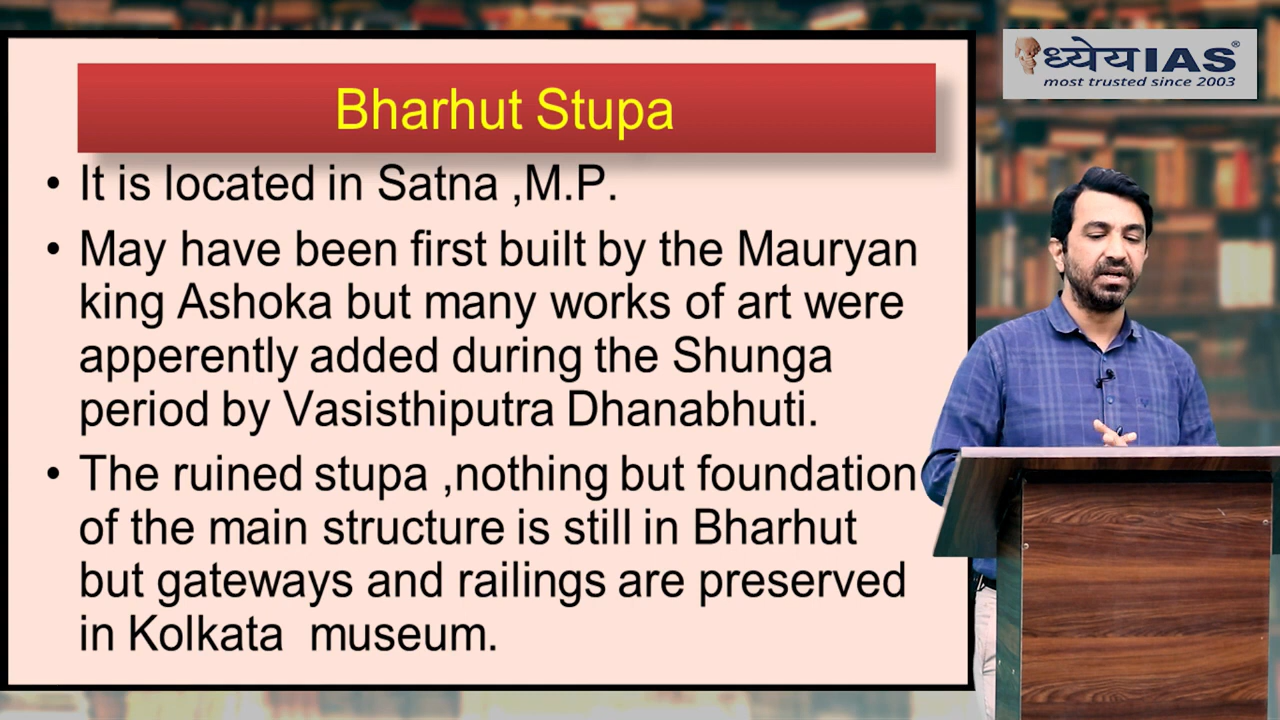 ध्येय IAS®
most trusted since 2003
Bharhut Stupa
• It is located in Satna ,M.P.
• May have been first built by the Mauryan
king Ashoka but many works of art were
apperently added during the Shunga
period by Vasisthiputra Dhanabhuti.
• The ruined stupa ,nothing but foundation
of the main structure is still in Bharhut
but gateways and railings are preserved
in Kolkata museum.